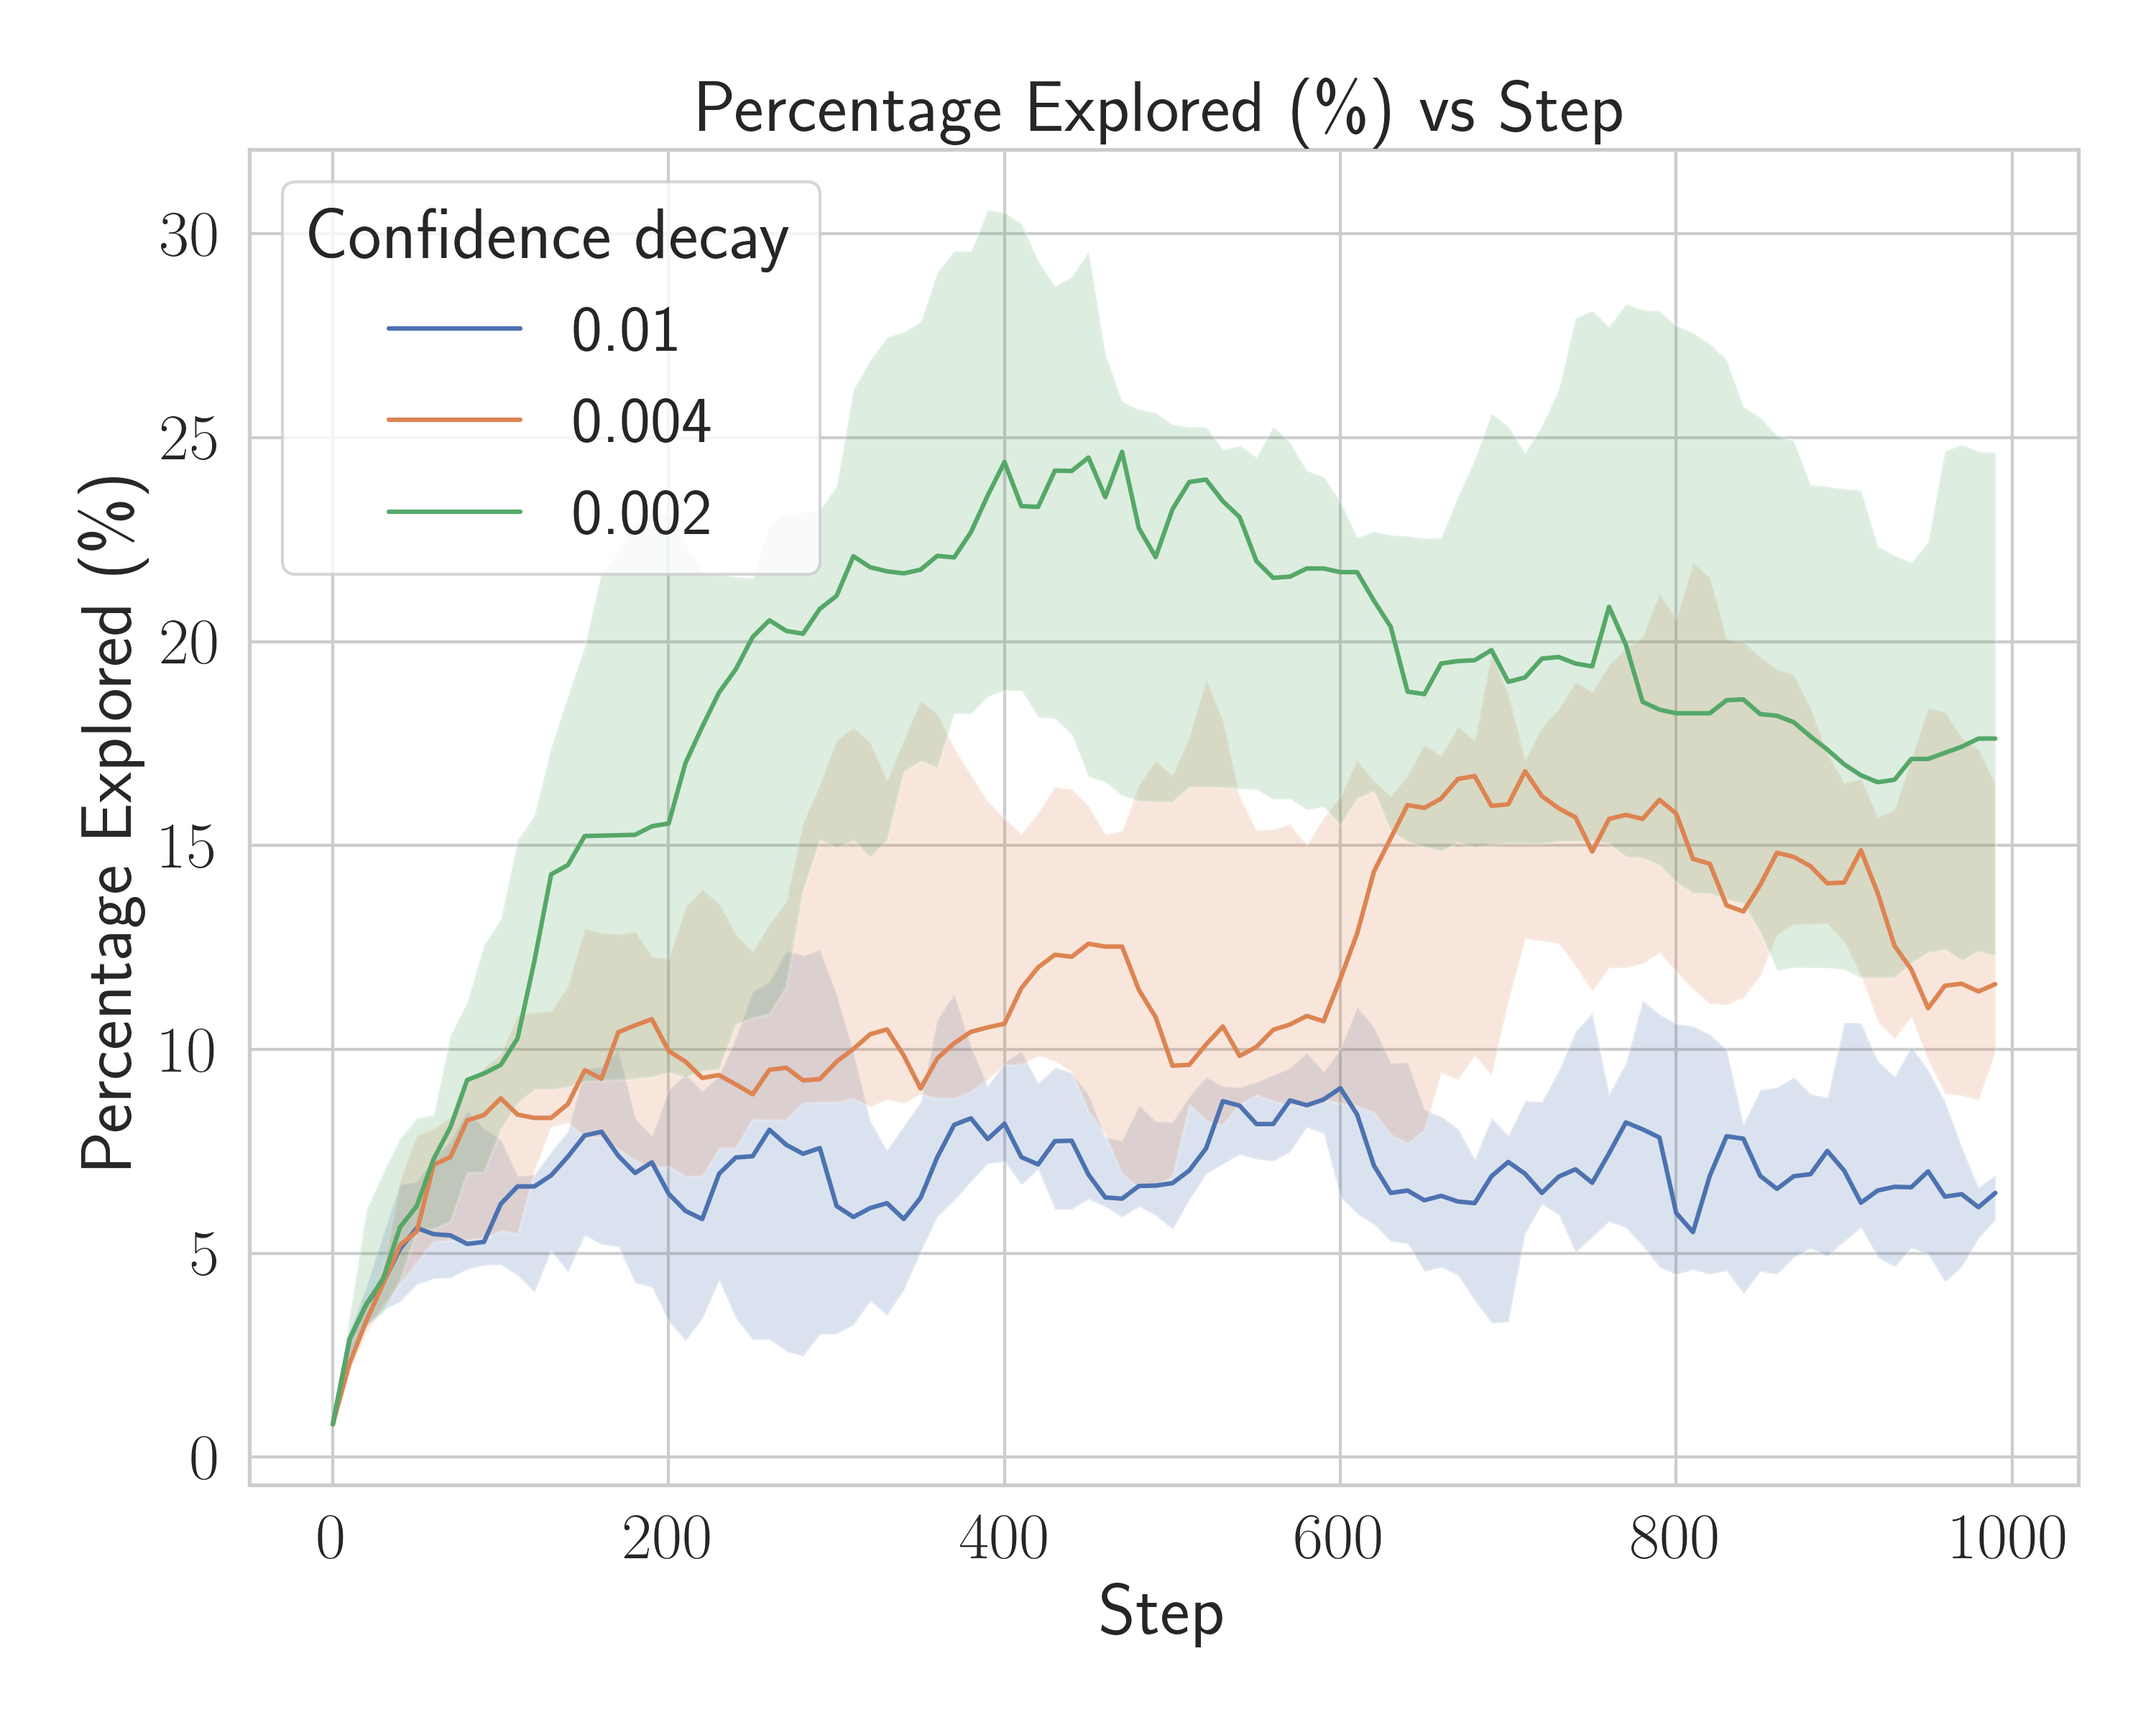 Percentage Explored (%) vs Step
Confidence decay
0.01
0.004
0.002
Percentage Explored (%)
30
25
20
15
10
5
0
0 200 400 600 800 1000
Step